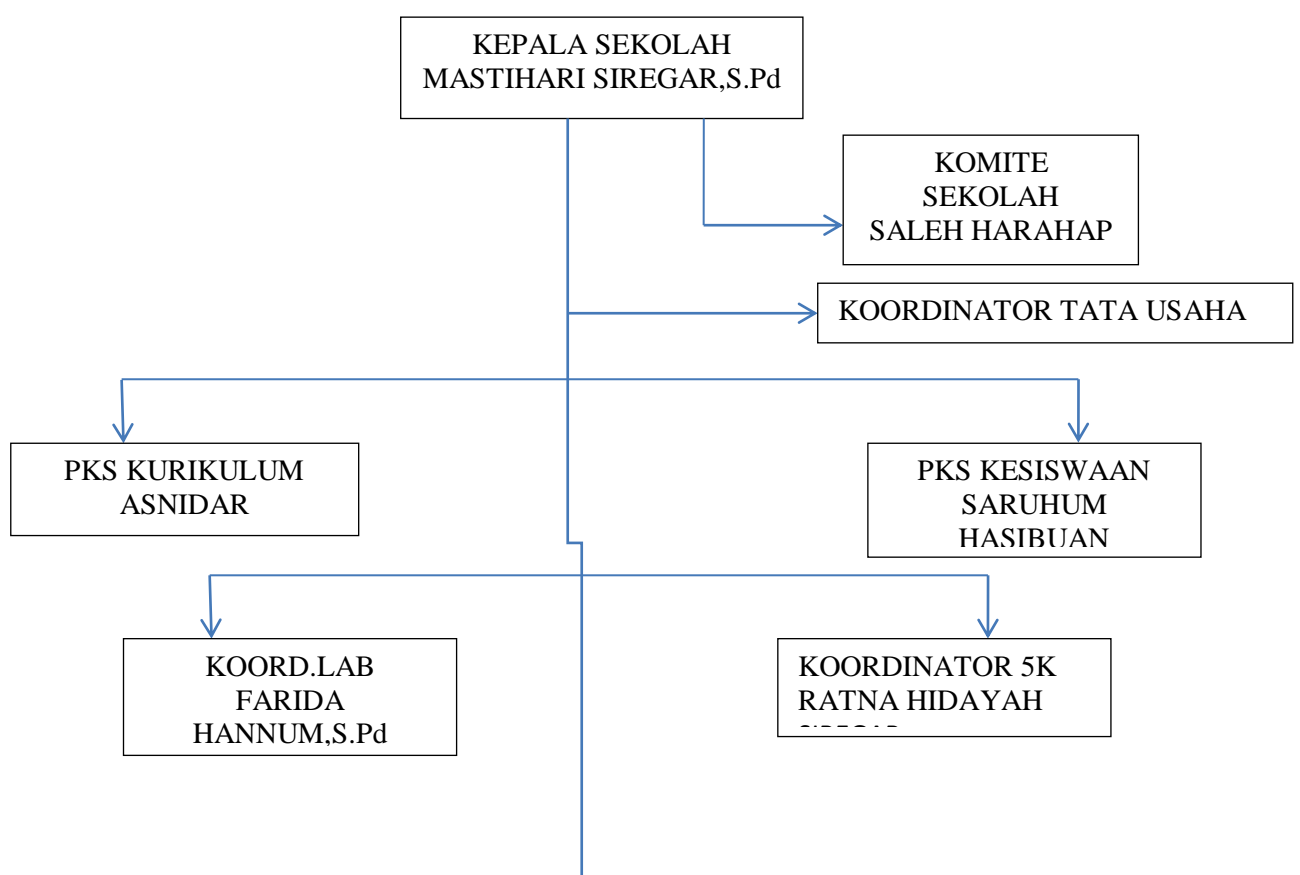 KEPALA SEKOLAH
MASTIHARI SIREGAR,S.Pd
KOMITE
SEKOLAH
SALEH HARAHAP
KOORDINATOR TATA USAHA
PKS KURIKULUM
ASNIDAR
PKS KESISWAAN
SARUHUM
HASIBUAN
KOORD.LAB
FARIDA
HANNUM,S.Pd
KOORDINATOR 5K
RATNA HIDAYAH